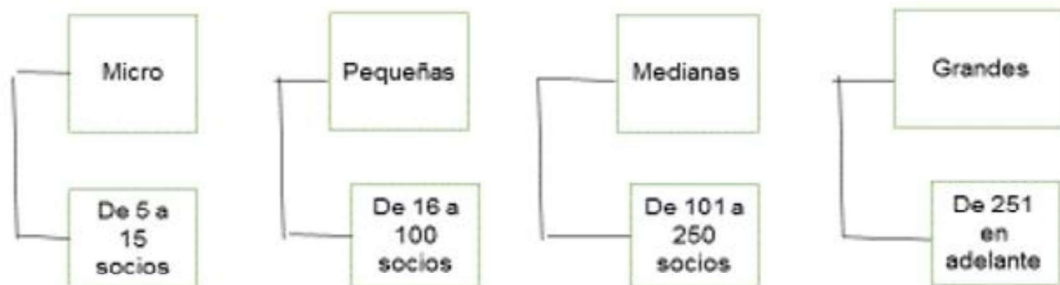 Micro
Pequeñas
Medianas
Grandes
De 5 a
15
socios
De 16 a
100
socios
De 101 a
250
socios
De 251
en
adelante